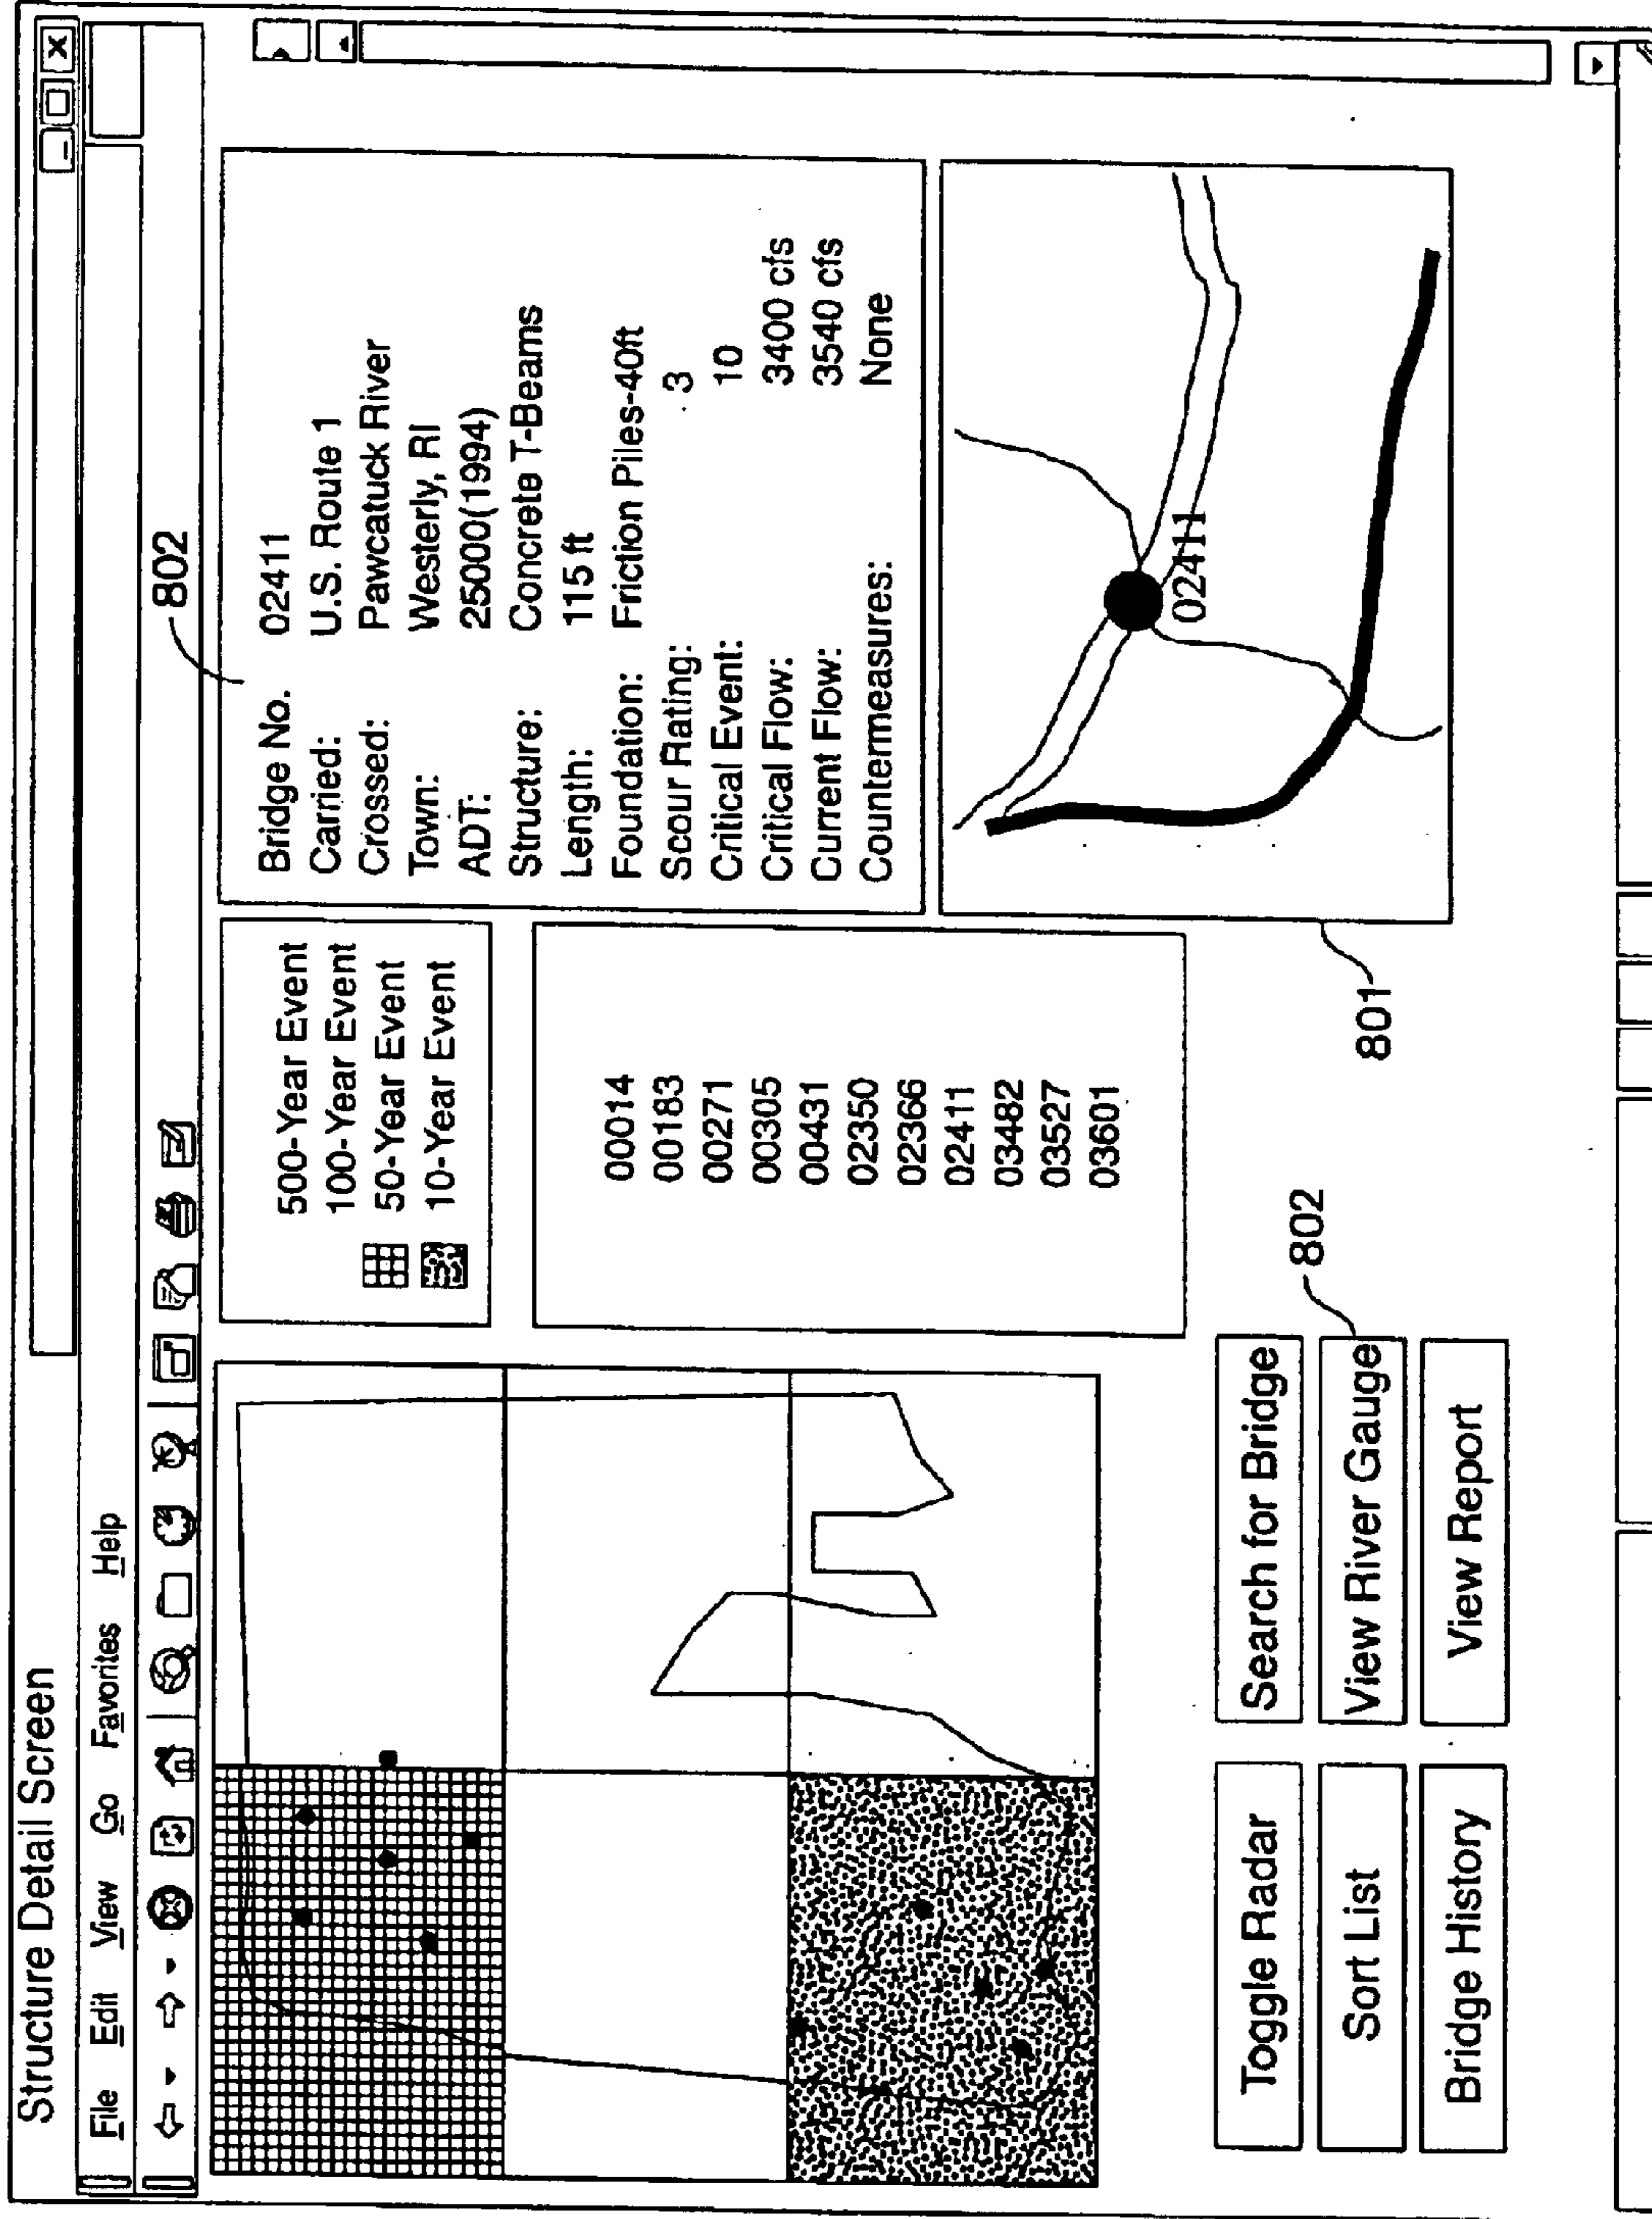 Structure Detail Screen
File Edit View Go Favorites Help
802
500-Year Event
100-Year Event
50-Year Event
10-Year Event
Bridge No. 02411
Carried: U.S. Route 1
Crossed: Pawcatuck River
Town: Westerly, RI
ADT: 25000(1994)
Structure: Concrete T-Beams
Length: 115 ft
Foundation: Friction Piles-40ft
Scour Rating: 3
Critical Event: 10
Critical Flow: 3400 cfs
Current Flow: 3540 cfs
Countermeasures: None
00014
00183
00271
00305
00431
02350
02366
02411
03482
03527
03601
02411
801
802
Toggle Radar Search for Bridge
Sort List View River Gauge
Bridge History View Report